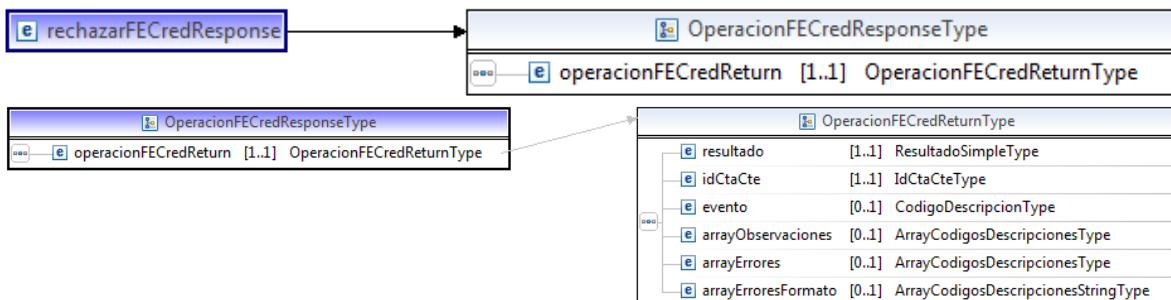 rechazarFECredResponse
OperacionFECredResponseType
operacionFECredReturn [1..1] OperacionFECredReturnType
OperacionFECredResponseType
operacionFECredReturn [1..1] OperacionFECredReturnType
OperacionFECredReturnType
resultado [1..1] ResultadoSimpleType
idCtaCte [1..1] IdCtaCteType
evento [0..1] CodigoDescripcionType
arrayObservaciones [0..1] ArrayCodigosDescripcionesType
arrayErrores [0..1] ArrayCodigosDescripcionesType
arrayErroresFormato [0..1] ArrayCodigosDescripcionesStringType